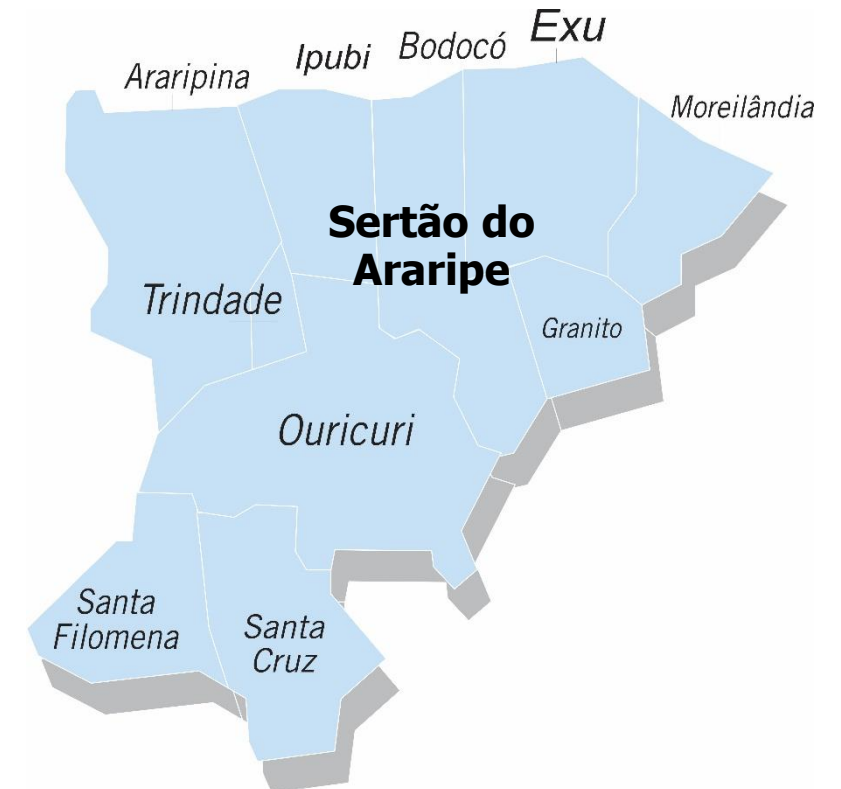 Exu
Bodocó
Ipubi
Araripina
Moreilândia
Sertão do
Araripe
Trindade
Granito
Ouricuri
Santa
Filomena
Santa
Cruz